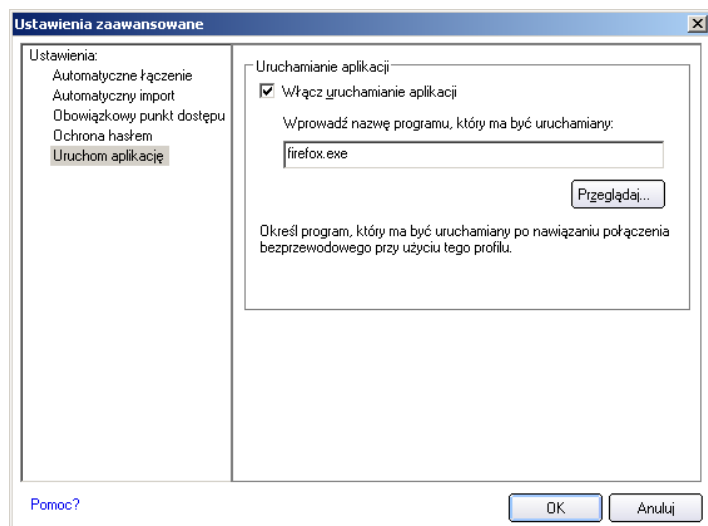 Ustawienia zaawansowane
Ustawienia:
Automatyczne łączenie
Automatyczny import
Obowiązkowy punkt dostępu
Ochrona hasłem
Uruchom aplikację
Uruchamianie aplikacji
Włącz uruchamianie aplikacji
Wprowadź nazwę programu, który ma być uruchamiany:
firefox.exe
Przeglądaj...
Określ program, który ma być uruchamiany po nawiązaniu połączenia
bezprzewodowego przy użyciu tego profilu.
Pomoc?
OK
Anuluj